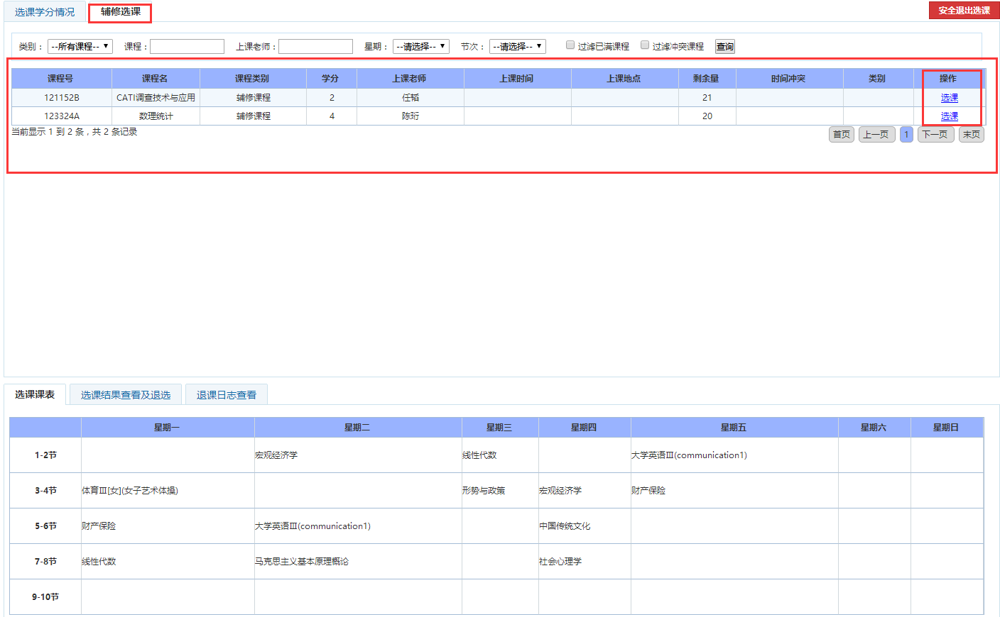 选课学分情况 辅修选课 安全退出选课
类别： --所有课程-- 课程： 上课老师： 星期： --请选择-- 节次： --请选择-- 过滤已满课程 过滤冲突课程 查询
课程号 课程名 课程类别 学分 上课老师 上课时间 上课地点 剩余量 时间冲突 类别 操作
121152B CATI调查技术与应用 辅修课程 2 任韬 21 选课
123324A 数理统计 辅修课程 4 陈珩 20 选课
当前显示 1 到 2 条，共 2 条记录 首页 上一页 1 下一页 末页
选课课表 选课结果查看及退选 退课日志查看
星期一 星期二 星期三 星期四 星期五 星期六 星期日
1-2节 宏观经济学 线性代数 大学英语Ⅲ(communication1)
3-4节 体育Ⅲ[女](女子艺术体操) 形势与政策 宏观经济学 财产保险
5-6节 财产保险 大学英语Ⅲ(communication1) 中国传统文化
7-8节 线性代数 马克思主义基本原理概论 社会心理学
9-10节